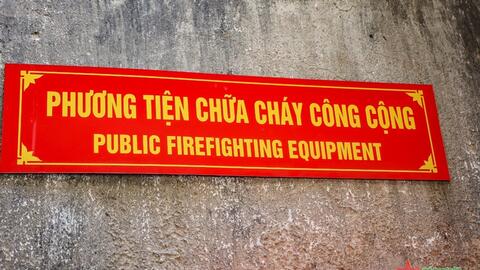 PHƯƠNG TIỆN CHỮA CHÁY CÔNG CỘNG
PUBLIC FIREFIGHTING EQUIPMENT